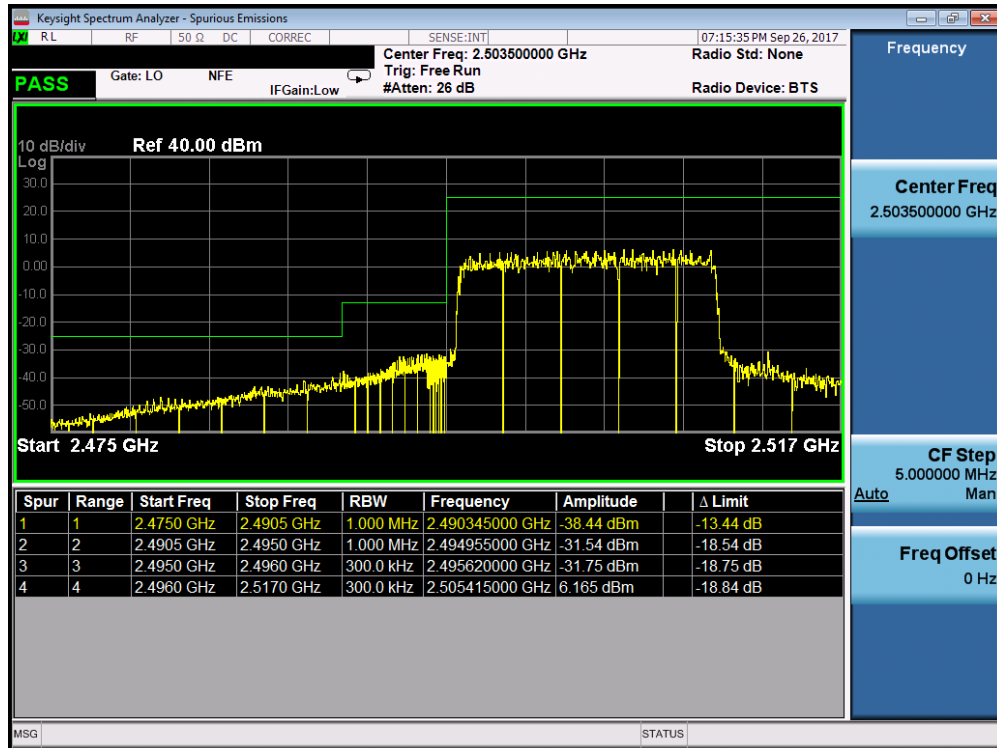 Keysight Spectrum Analyzer - Spurious Emissions
LXI RL RF 50 Ω DC CORREC SENSE:INT 07:15:35 PM Sep 26, 2017
Center Freq: 2.503500000 GHz Radio Std: None
Gate: LO NFE Trig: Free Run
PASS IFGain:Low #Atten: 26 dB Radio Device: BTS
Frequency
10 dB/div Ref 40.00 dBm
Log
30.0
20.0
10.0
0.00
-10.0
-20.0
-30.0
-40.0
-50.0
Start 2.475 GHz Stop 2.517 GHz
Spur Range Start Freq Stop Freq RBW Frequency Amplitude Δ Limit
1 1 2.4750 GHz 2.4905 GHz 1.000 MHz 2.490345000 GHz -38.44 dBm -13.44 dB
2 2 2.4905 GHz 2.4950 GHz 1.000 MHz 2.494955000 GHz -31.54 dBm -18.54 dB
3 3 2.4950 GHz 2.4960 GHz 300.0 kHz 2.495620000 GHz -31.75 dBm -18.75 dB
4 4 2.4960 GHz 2.5170 GHz 300.0 kHz 2.505415000 GHz 6.165 dBm -18.84 dB
Center Freq
2.503500000 GHz
CF Step
5.000000 MHz
Auto Man
Freq Offset
0 Hz
MSG STATUS